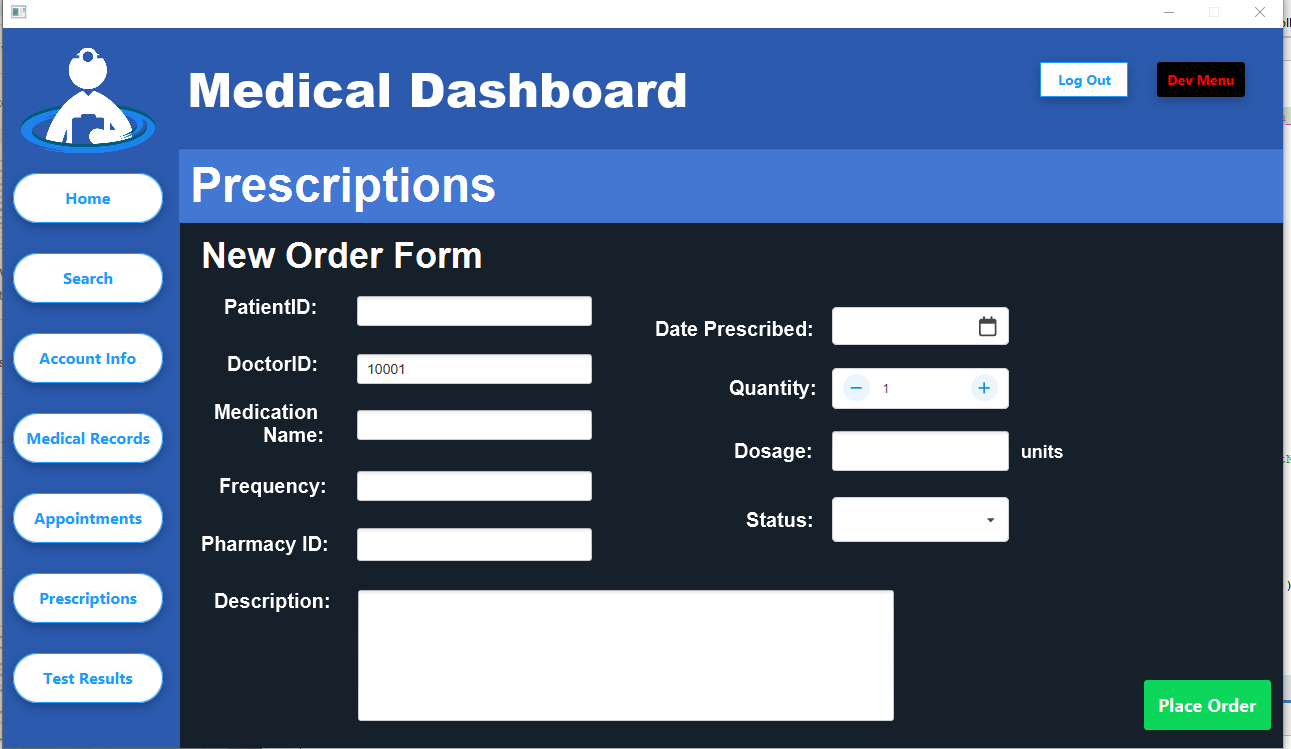 Medical Dashboard
Log Out
Dev Menu
Home
Search
Account Info
Medical Records
Appointments
Prescriptions
Test Results
Prescriptions
New Order Form
PatientID:
DoctorID:
10001
Medication
Name:
Frequency:
Pharmacy ID:
Description:
Date Prescribed:
Quantity:
1
Dosage:
units
Status:
Place Order